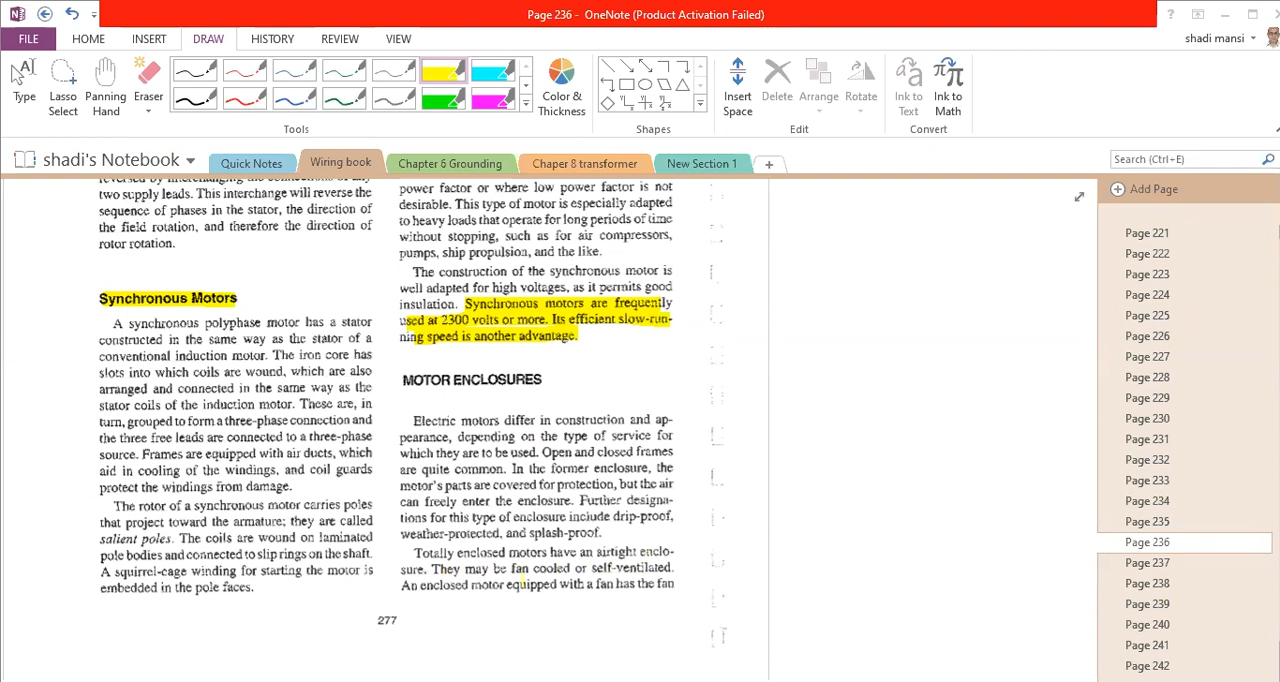 Page 236 - OneNote (Product Activation Failed)
?
FILE
HOME
INSERT
DRAW
HISTORY
REVIEW
VIEW
shadi mansi
Type
Lasso Select
Panning Hand
Eraser
Color & Thickness
Insert Space
Delete
Arrange
Rotate
Ink to Text
Ink to Math
Tools
Shapes
Edit
Convert
shadi's Notebook
Quick Notes
Wiring book
Chapter 6 Grounding
Chaper 8 transformer
New Section 1
Search (Ctrl+E)
two supply leads. This interchange will reverse the
sequence of phases in the stator, the direction of
the field rotation, and therefore the direction of
rotor rotation.
Synchronous Motors
A synchronous polyphase motor has a stator
constructed in the same way as the stator of a
conventional induction motor. The iron core has
slots into which coils are wound, which are also
arranged and connected in the same way as the
stator coils of the induction motor. These are, in
turn, grouped to form a three-phase connection and
the three free leads are connected to a three-phase
source. Frames are equipped with air ducts, which
aid in cooling of the windings, and coil guards
protect the windings from damage.
The rotor of a synchronous motor carries poles
that project toward the armature; they are called
salient poles. The coils are wound on laminated
pole bodies and connected to slip rings on the shaft.
A squirrel-cage winding for starting the motor is
embedded in the pole faces.
power factor or where low power factor is not
desirable. This type of motor is especially adapted
to heavy loads that operate for long periods of time
without stopping, such as for air compressors,
pumps, ship propulsion, and the like.
The construction of the synchronous motor is
well adapted for high voltages, as it permits good
insulation. Synchronous motors are frequently
used at 2300 volts or more. Its efficient slow-run-
ning speed is another advantage.
MOTOR ENCLOSURES
Electric motors differ in construction and ap-
pearance, depending on the type of service for
which they are to be used. Open and closed frames
are quite common. In the former enclosure, the
motor's parts are covered for protection, but the air
can freely enter the enclosure. Further designa-
tions for this type of enclosure include drip-proof,
weather-protected, and splash-proof.
Totally enclosed motors have an airtight enclo-
sure. They may be fan cooled or self-ventilated.
An enclosed motor equipped with a fan has the fan
277
Add Page
Page 221
Page 222
Page 223
Page 224
Page 225
Page 226
Page 227
Page 228
Page 229
Page 230
Page 231
Page 232
Page 233
Page 234
Page 235
Page 236
Page 237
Page 238
Page 239
Page 240
Page 241
Page 242